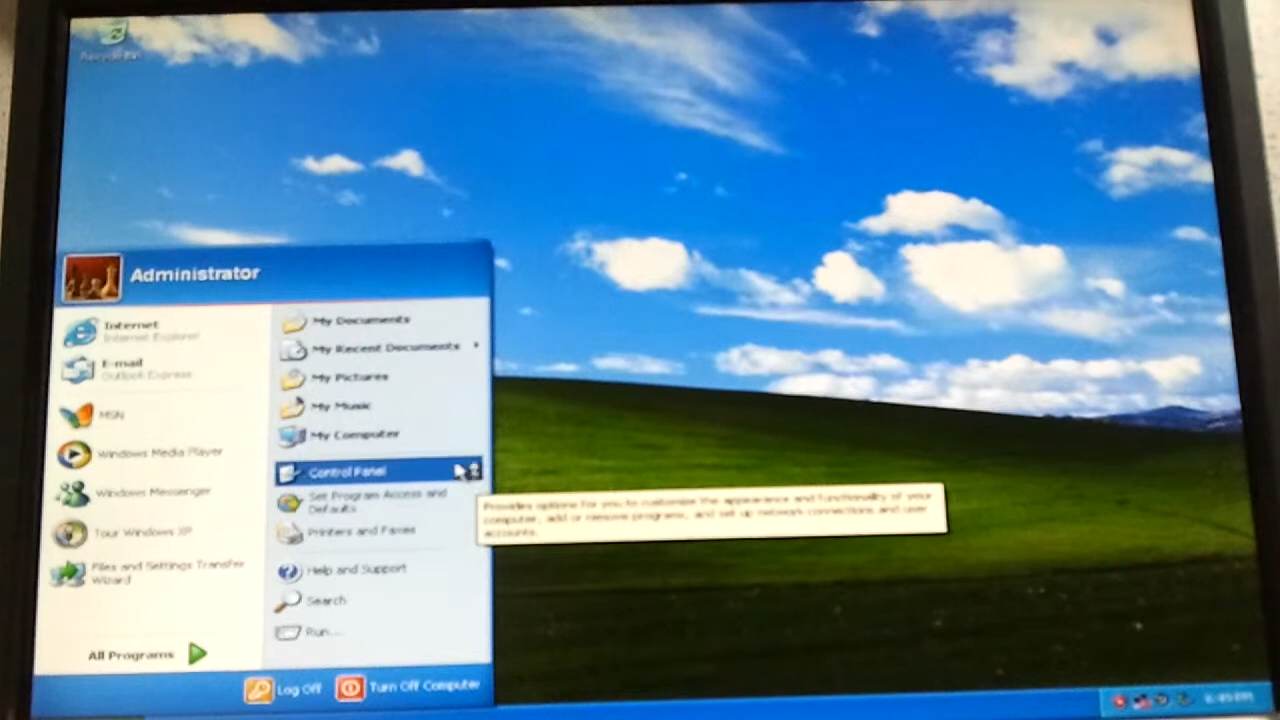 Recycle Bin
Administrator
Internet
Internet Explorer
E-mail
Outlook Express
MSN
Windows Media Player
Windows Messenger
Tour Windows XP
Files and Settings Transfer
Wizard
All Programs
My Documents
My Recent Documents
My Pictures
My Music
My Computer
Control Panel
Set Program Access and
Defaults
Printers and Faxes
Help and Support
Search
Run...
Provides options for you to customize the appearance and functionality of your
computer, add or remove programs, and set up network connections and user
accounts.
Log Off
Turn Off Computer